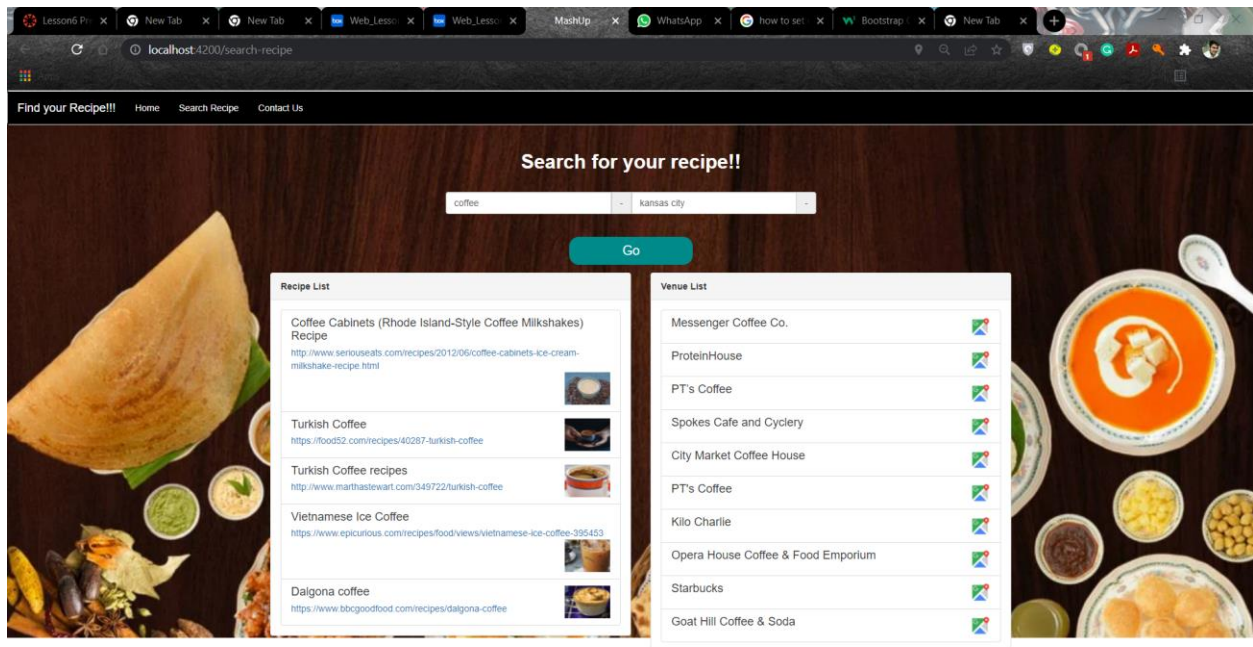 Lesson6 Pr
New Tab
New Tab
Web_Lesso
Web_Lesso
MashUp
WhatsApp
how to set
Bootstrap
New Tab
localhost:4200/search-recipe
Find your Recipe!!! Home Search Recipe Contact Us
Search for your recipe!!
coffee - kansas city -
Go
Recipe List
Coffee Cabinets (Rhode Island-Style Coffee Milkshakes)
Recipe
http://www.seriouseats.com/recipes/2012/06/coffee-cabinets-ice-cream-
milkshake-recipe.html
Turkish Coffee
https://food52.com/recipes/40287-turkish-coffee
Turkish Coffee recipes
http://www.marthastewart.com/349722/turkish-coffee
Vietnamese Ice Coffee
https://www.epicurious.com/recipes/food/views/vietnamese-ice-coffee-395453
Dalgona coffee
https://www.bbcgoodfood.com/recipes/dalgona-coffee
Venue List
Messenger Coffee Co.
ProteinHouse
PT's Coffee
Spokes Cafe and Cyclery
City Market Coffee House
PT's Coffee
Kilo Charlie
Opera House Coffee & Food Emporium
Starbucks
Goat Hill Coffee & Soda